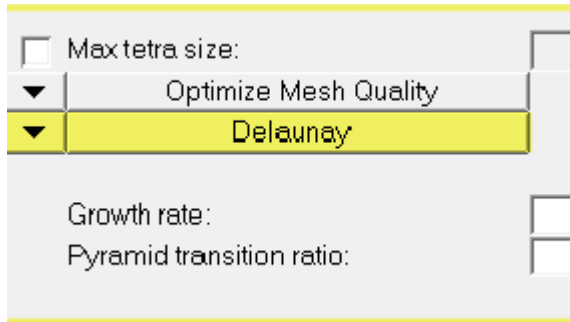 Max tetra size:
Optimize Mesh Quality
Delaunay
Growth rate:
Pyramid transition ratio: